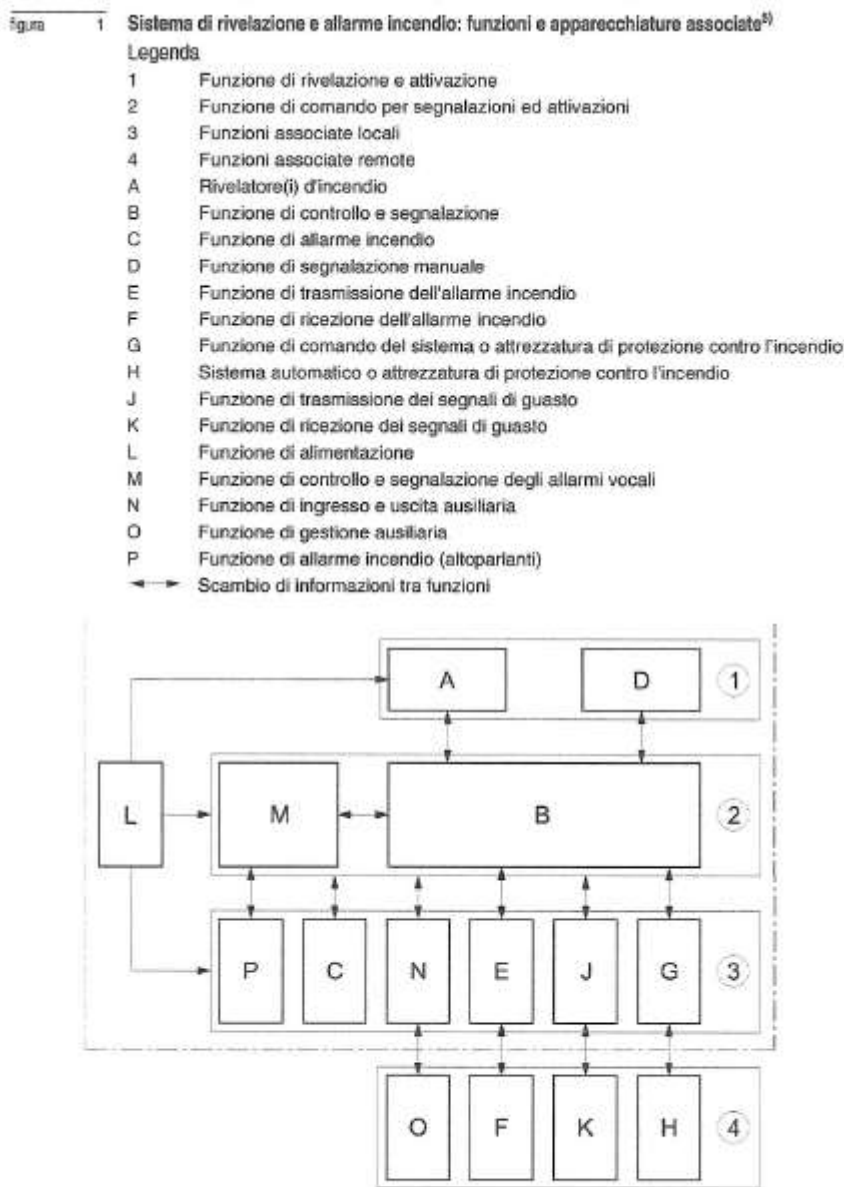 figura 1 Sistema di rivelazione e allarme incendio: funzioni e apparecchiature associate
Legenda
1 Funzione di rivelazione e attivazione
2 Funzione di comando per segnalazioni ed attivazioni
3 Funzioni associate locali
4 Funzioni associate remote
A Rivelatore(i) d'incendio
B Funzione di controllo e segnalazione
C Funzione di allarme incendio
D Funzione di segnalazione manuale
E Funzione di trasmissione dell'allarme incendio
F Funzione di ricezione dell'allarme incendio
G Funzione di comando del sistema o attrezzatura di protezione contro l'incendio
H Sistema automatico o attrezzatura di protezione contro l'incendio
J Funzione di trasmissione dei segnali di guasto
K Funzione di ricezione dei segnali di guasto
L Funzione di alimentazione
M Funzione di controllo e segnalazione degli allarmi vocali
N Funzione di ingresso e uscita ausiliaria
O Funzione di gestione ausiliaria
P Funzione di allarme incendio (altoparlanti)
Scambio di informazioni tra funzioni
A D 1
L M B 2
P C N E J G 3
O F K H 4